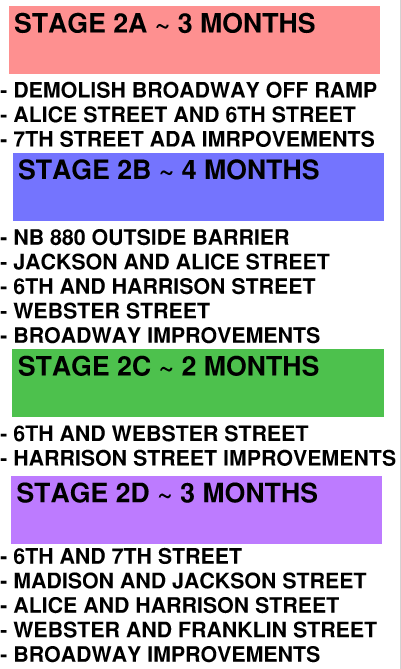 STAGE 2A ~ 3 MONTHS
- DEMOLISH BROADWAY OFF RAMP
- ALICE STREET AND 6TH STREET
- 7TH STREET ADA IMRPOVEMENTS
STAGE 2B ~ 4 MONTHS
- NB 880 OUTSIDE BARRIER
- JACKSON AND ALICE STREET
- 6TH AND HARRISON STREET
- WEBSTER STREET
- BROADWAY IMPROVEMENTS
STAGE 2C ~ 2 MONTHS
- 6TH AND WEBSTER STREET
- HARRISON STREET IMPROVEMENTS
STAGE 2D ~ 3 MONTHS
- 6TH AND 7TH STREET
- MADISON AND JACKSON STREET
- ALICE AND HARRISON STREET
- WEBSTER AND FRANKLIN STREET
- BROADWAY IMPROVEMENTS